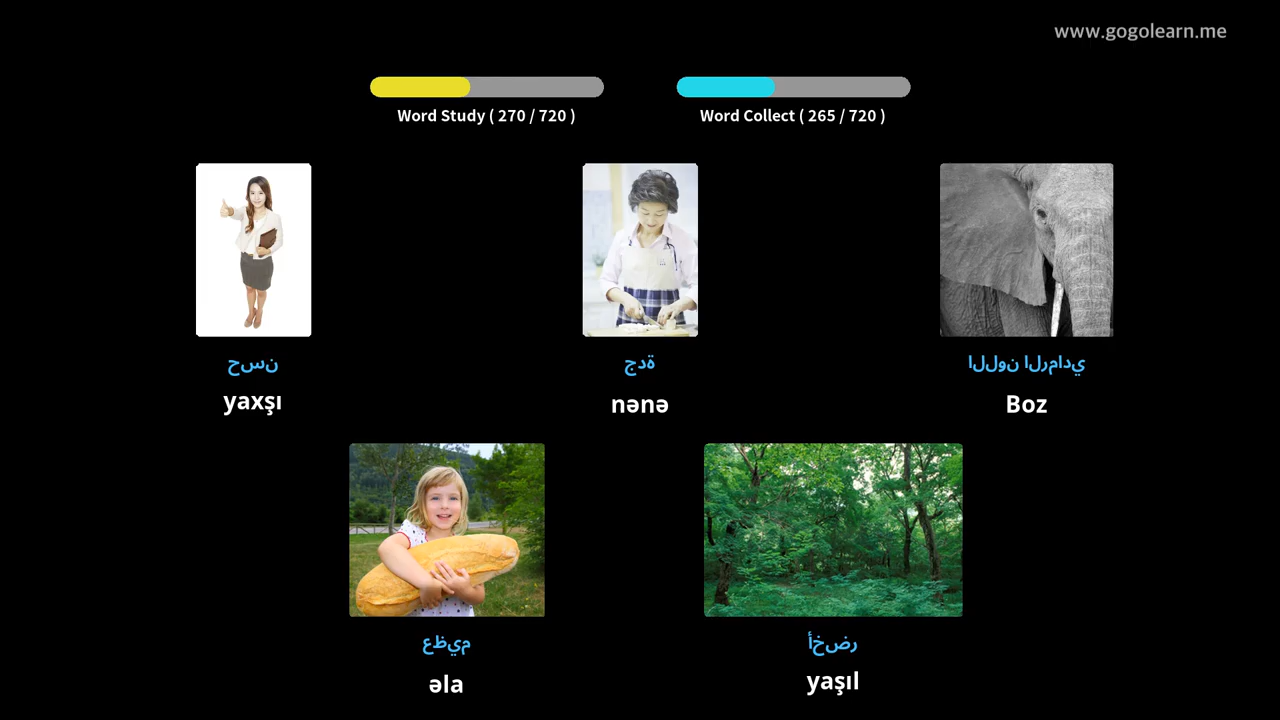 www.gogolearn.me
Word Study ( 270 / 720 )
Word Collect ( 265 / 720 )
حسن
yaxşı
جدة
nənə
اللون الرمادي
Boz
عظيم
əla
أخضر
yaşıl